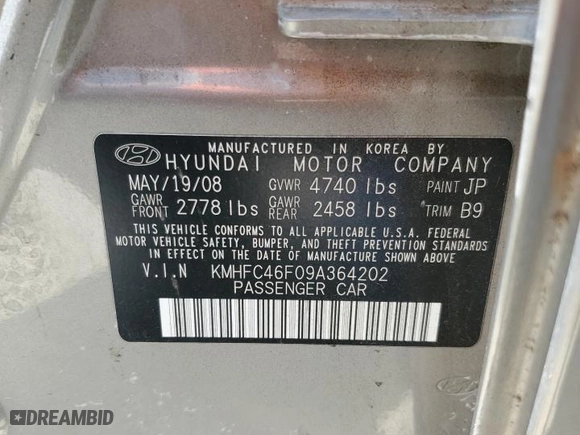 MANUFACTURED IN KOREA BY
HYUNDAI MOTOR COMPANY
MAY/19/08 GVWR 4740 lbs PAINT JP
GAWR FRONT 2778 lbs GAWR REAR 2458 lbs TRIM B9
THIS VEHICLE CONFORMS TO ALL APPLICABLE U.S.A. FEDERAL
MOTOR VEHICLE SAFETY, BUMPER, AND THEFT PREVENTION STANDARDS
IN EFFECT ON THE DATE OF MANUFACTURE SHOWN ABOVE
V.I.N KMHFC46F09A364202
PASSENGER CAR
DREAMBID